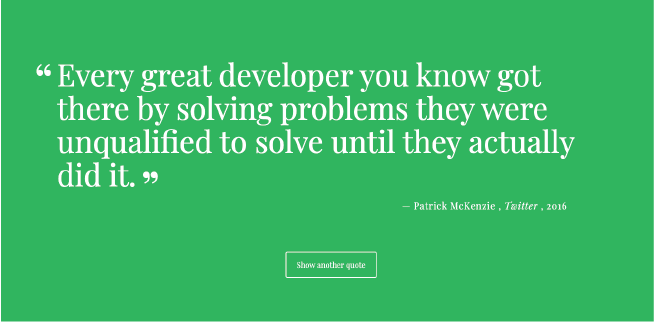 “ Every great developer you know got
there by solving problems they were
unqualified to solve until they actually
did it. ”
— Patrick McKenzie , Twitter , 2016
Show another quote